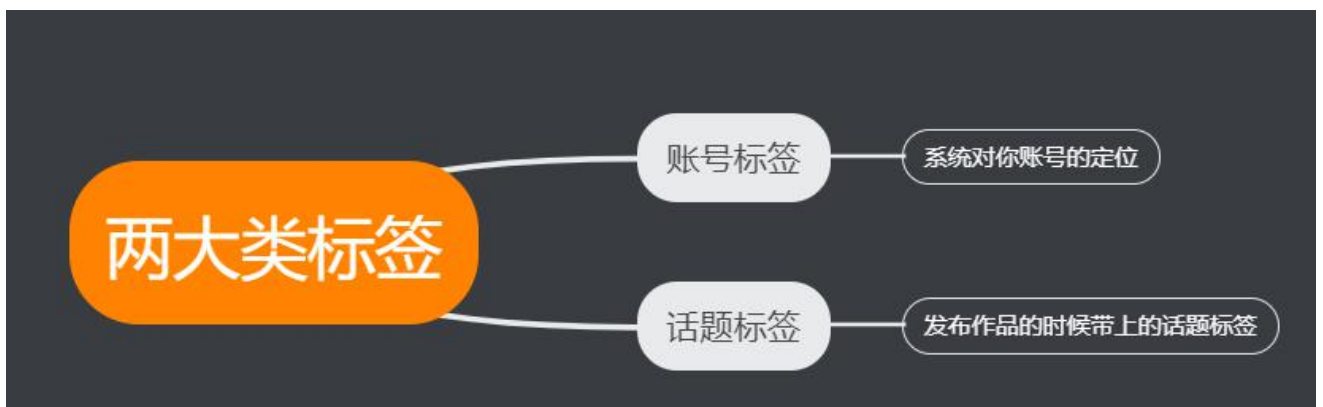 两大类标签
账号标签
系统对你账号的定位
话题标签
发布作品的时候带上的话题标签